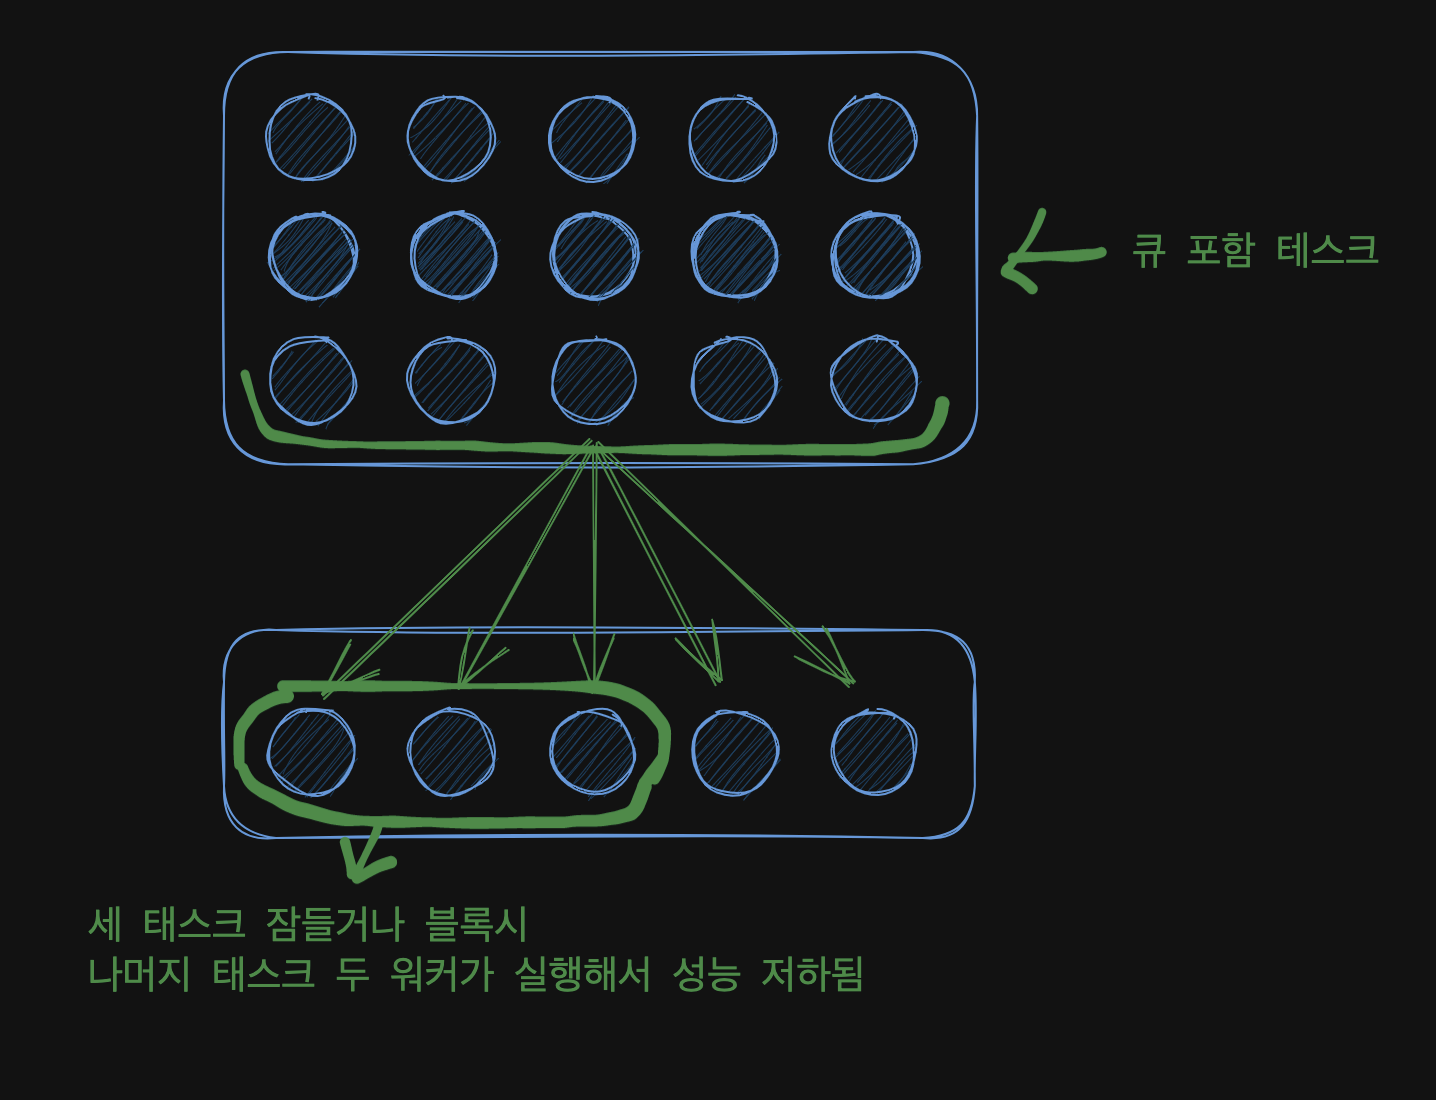 큐 포함 테스크
세 태스크 잠들거나 블록시
나머지 태스크 두 워커가 실행해서 성능 저하됨